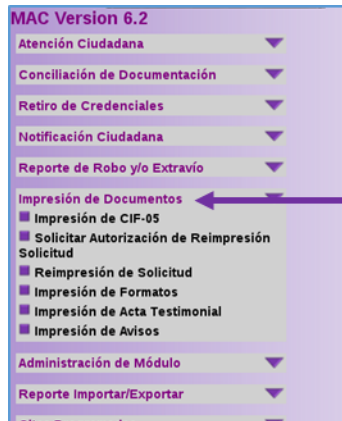 MAC Version 6.2
Atención Ciudadana
Conciliación de Documentación
Retiro de Credenciales
Notificación Ciudadana
Reporte de Robo y/o Extravío
Impresión de Documentos
Impresión de CIF-05
Solicitar Autorización de Reimpresión
Solicitud
Reimpresión de Solicitud
Impresión de Formatos
Impresión de Acta Testimonial
Impresión de Avisos
Administración de Módulo
Reporte Importar/Exportar